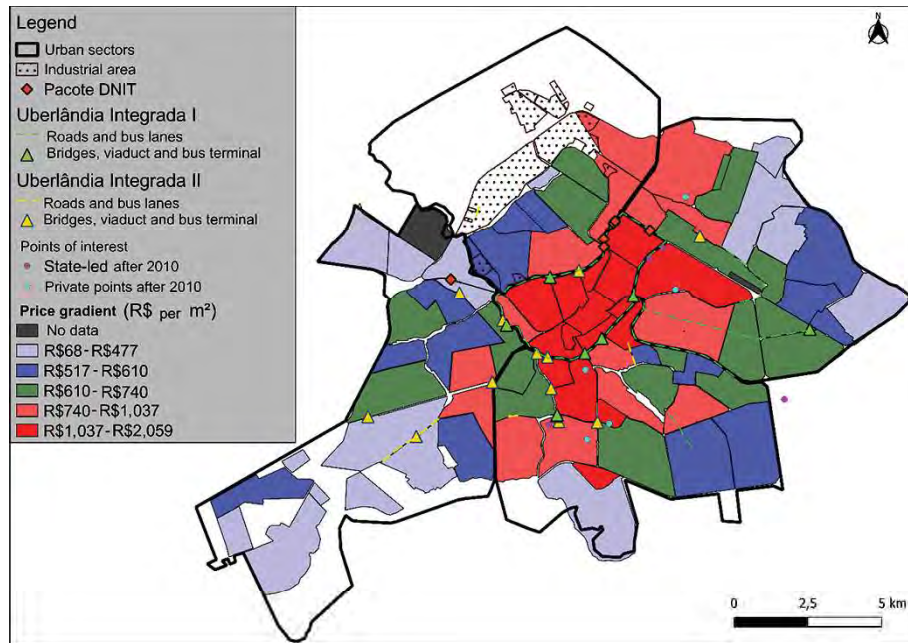 Legend
Urban sectors
Industrial area
Pacote DNIT
Uberlândia Integrada I
Roads and bus lanes
Bridges, viaduct and bus terminal
Uberlândia Integrada II
Roads and bus lanes
Bridges, viaduct and bus terminal
Points of interest
State-led after 2010
Private points after 2010
Price gradient (R$ per m²)
No data
R$68-R$477
R$517-R$610
R$610-R$740
R$740-R$1,037
R$1,037-R$2,059
N
0 2,5 5 km